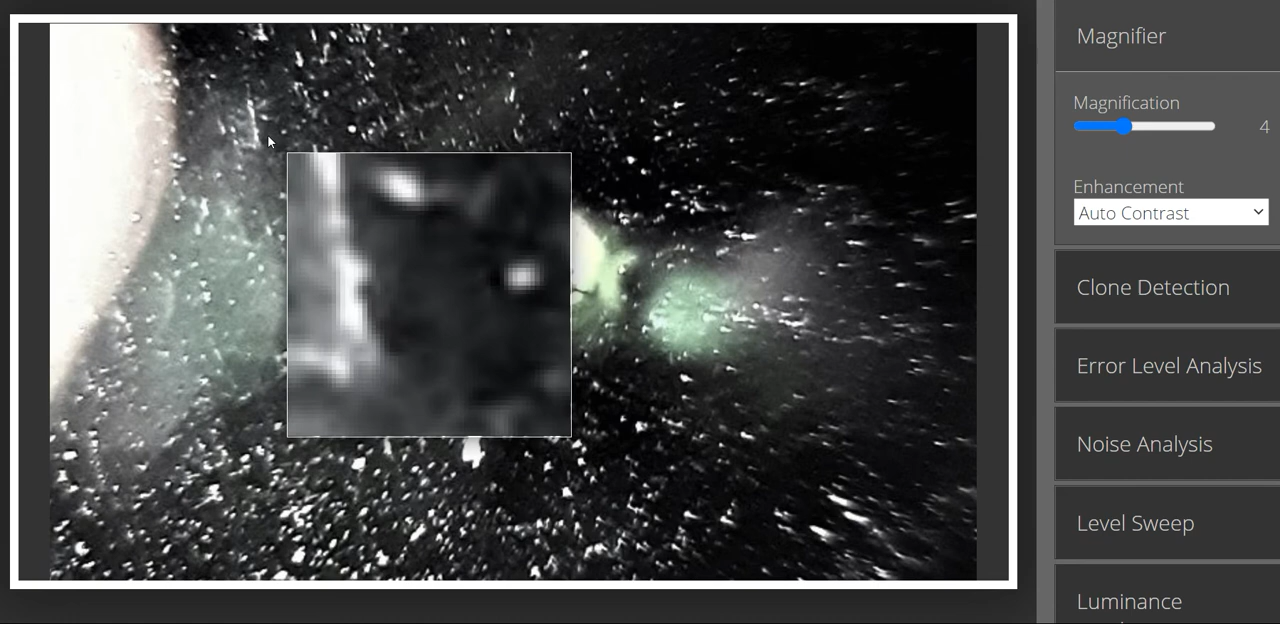 Magnifier
Magnification
4
Enhancement
Auto Contrast
Clone Detection
Error Level Analysis
Noise Analysis
Level Sweep
Luminance